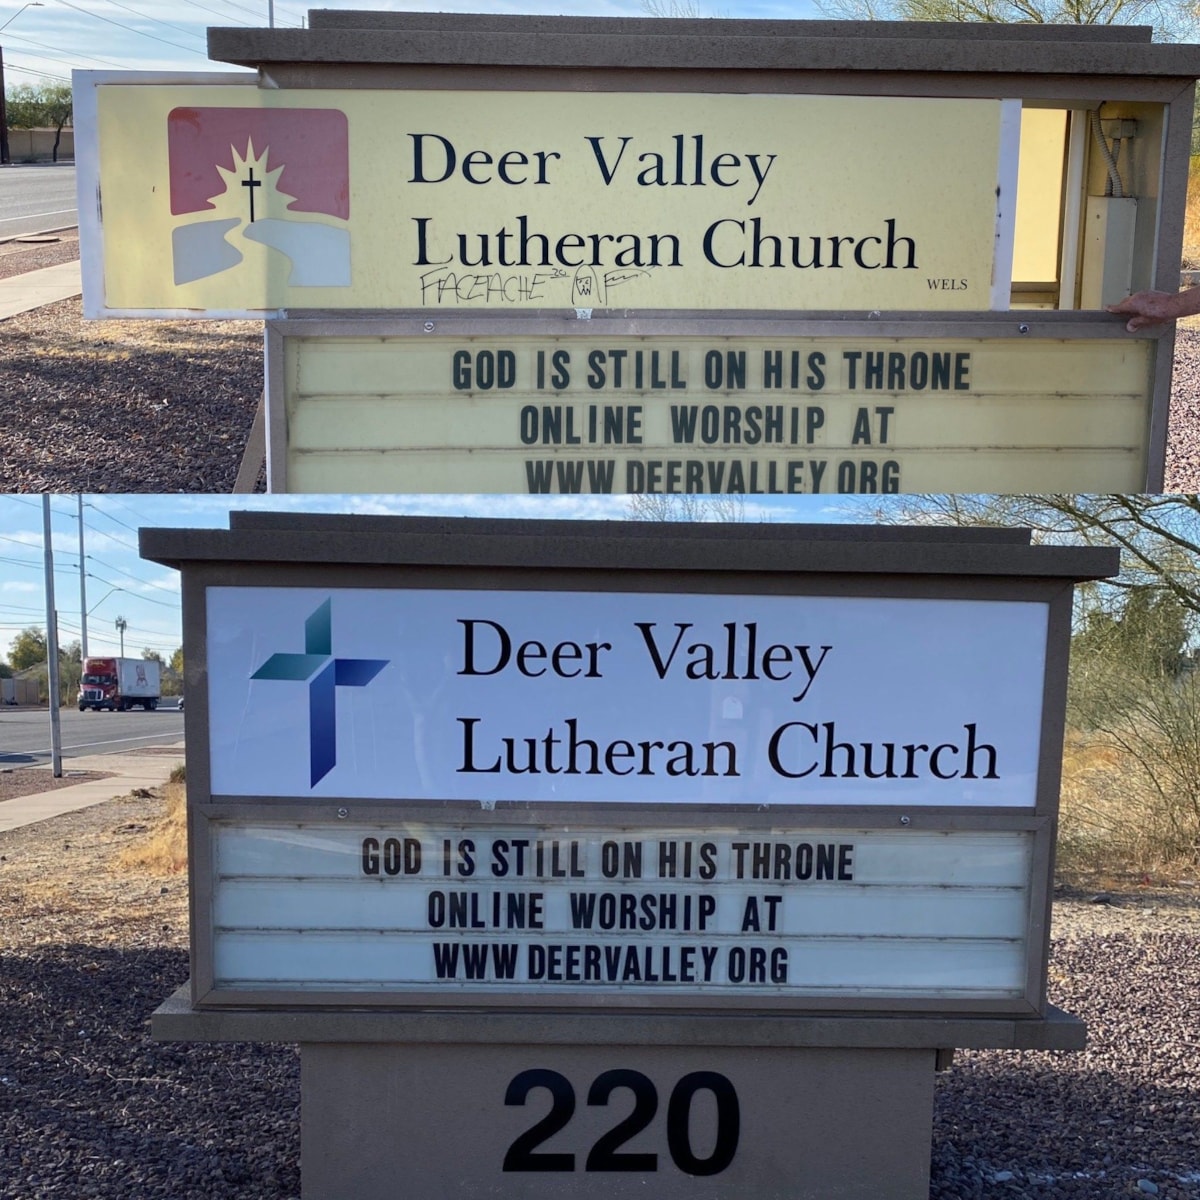 Deer Valley
Lutheran Church
WELS
GOD IS STILL ON HIS THRONE
ONLINE WORSHIP AT
WWW DEERVALLEY ORG
Deer Valley
Lutheran Church
GOD IS STILL ON HIS THRONE
ONLINE WORSHIP AT
WWW DEERVALLEY ORG
220